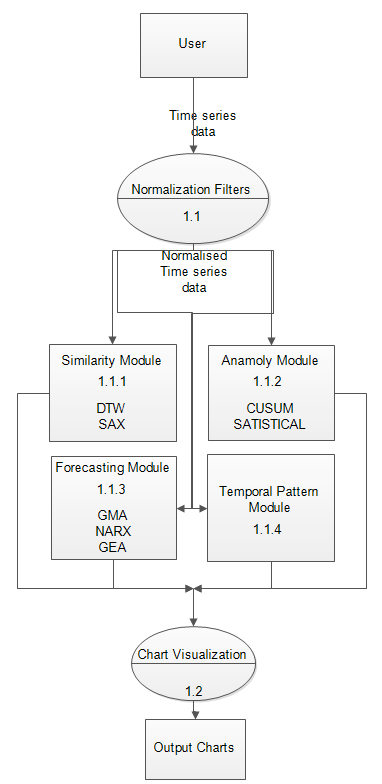 User
Time series
data
Normalization Filters
1.1
Normalised
Time series
data
Similarity Module
1.1.1
DTW
SAX
Anamoly Module
1.1.2
CUSUM
SATISTICAL
Forecasting Module
1.1.3
GMA
NARX
GEA
Temporal Pattern
Module
1.1.4
Chart Visualization
1.2
Output Charts